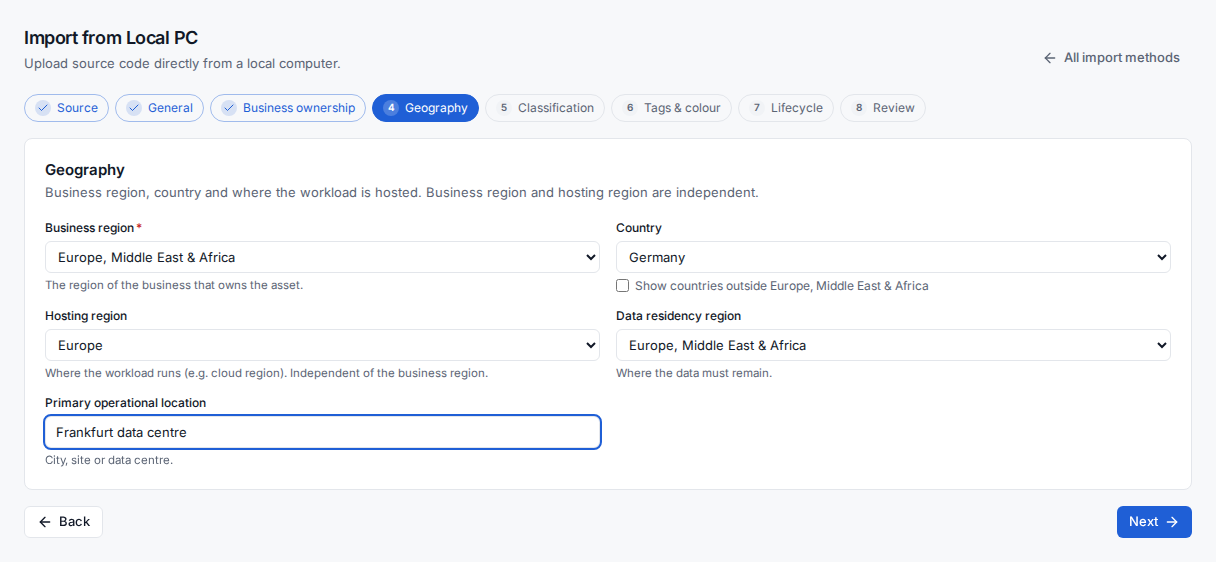 Import from Local PC
Upload source code directly from a local computer.
All import methods
Source
General
Business ownership
4 Geography
5 Classification
6 Tags & colour
7 Lifecycle
8 Review
Geography
Business region, country and where the workload is hosted. Business region and hosting region are independent.
Business region *
Country
Europe, Middle East & Africa
Germany
The region of the business that owns the asset.
Show countries outside Europe, Middle East & Africa
Hosting region
Data residency region
Europe
Europe, Middle East & Africa
Where the workload runs (e.g. cloud region). Independent of the business region.
Where the data must remain.
Primary operational location
Frankfurt data centre
City, site or data centre.
Back
Next